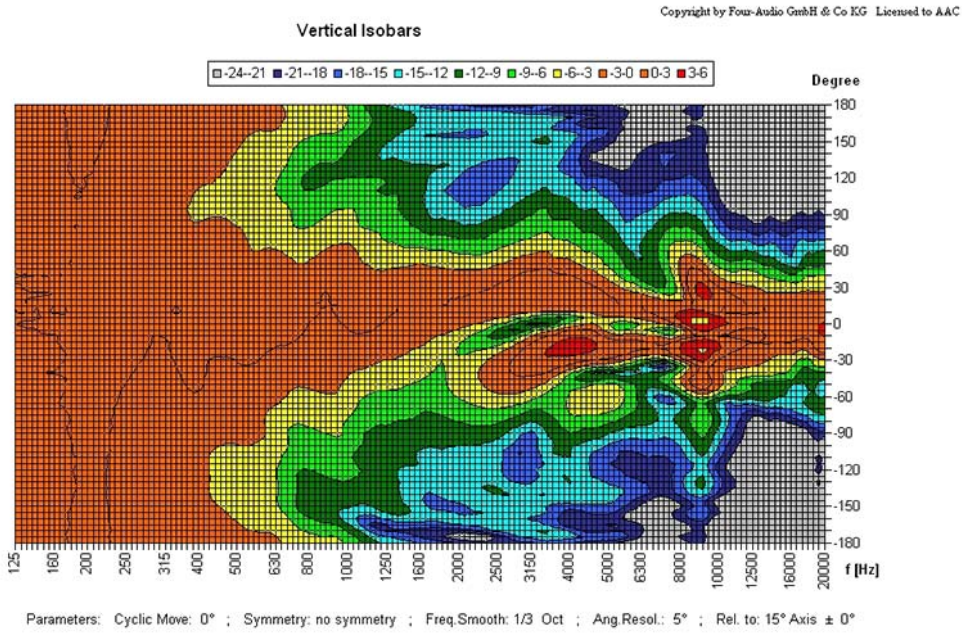 Copyright by Four-Audio GmbH & Co KG Licensed to AAC
Vertical Isobars
-24--21 -21--18 -18--15 -15--12 -12--9 -9--6 -6--3 -3-0 0-3 3-6
Degree
180
150
120
90
60
30
0
-30
-60
-90
-120
-150
-180
125 160 200 250 315 400 500 630 800 1000 1250 1600 2000 2500 3150 4000 5000 6300 8000 10000 12500 16000 20000
f [Hz]
Parameters: Cyclic Move: 0° ; Symmetry: no symmetry ; Freq.Smooth: 1/3 Oct ; Ang.Resol.: 5° ; Rel. to: 15° Axis ± 0°